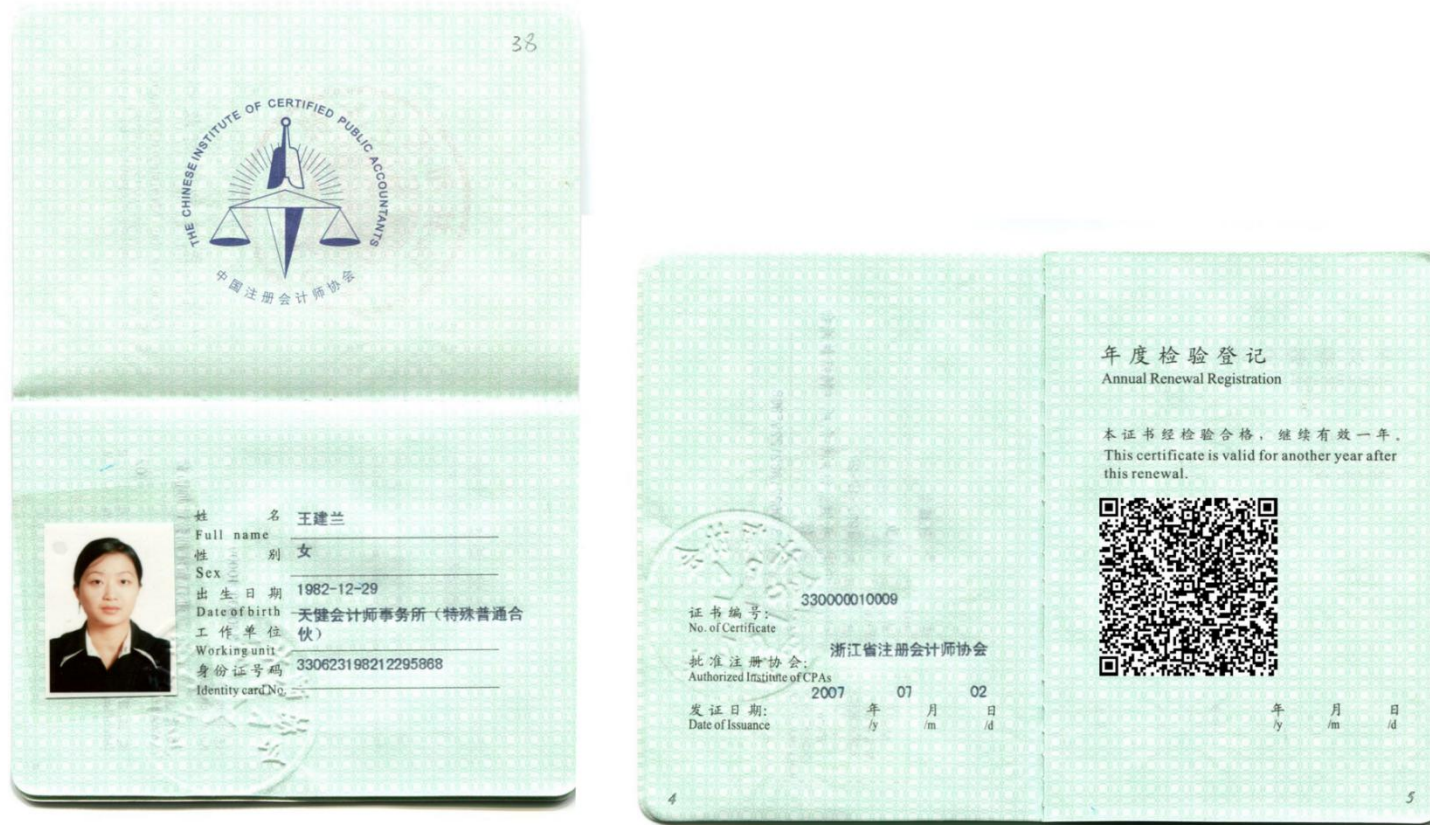 38
THE CHINESE INSTITUTE OF CERTIFIED PUBLIC ACCOUNTANTS
中国注册会计师协会
姓 名 王建兰
Full name
性 别 女
Sex
出生日期 1982-12-29
Date of birth
工作单位 天健会计师事务所（特殊普通合
伙）
Working unit
身份证号码 330623198212295868
Identity card No.
证书编号: 330000010009
No. of Certificate
批准注册协会: 浙江省注册会计师协会
Authorized Institute of CPAs
发证日期: 2007 年 07 月 02 日
Date of Issuance /y /m /d
4
年度检验登记
Annual Renewal Registration
本证书经检验合格，继续有效一年。
This certificate is valid for another year after
this renewal.
年 月 日
/y /m /d
5